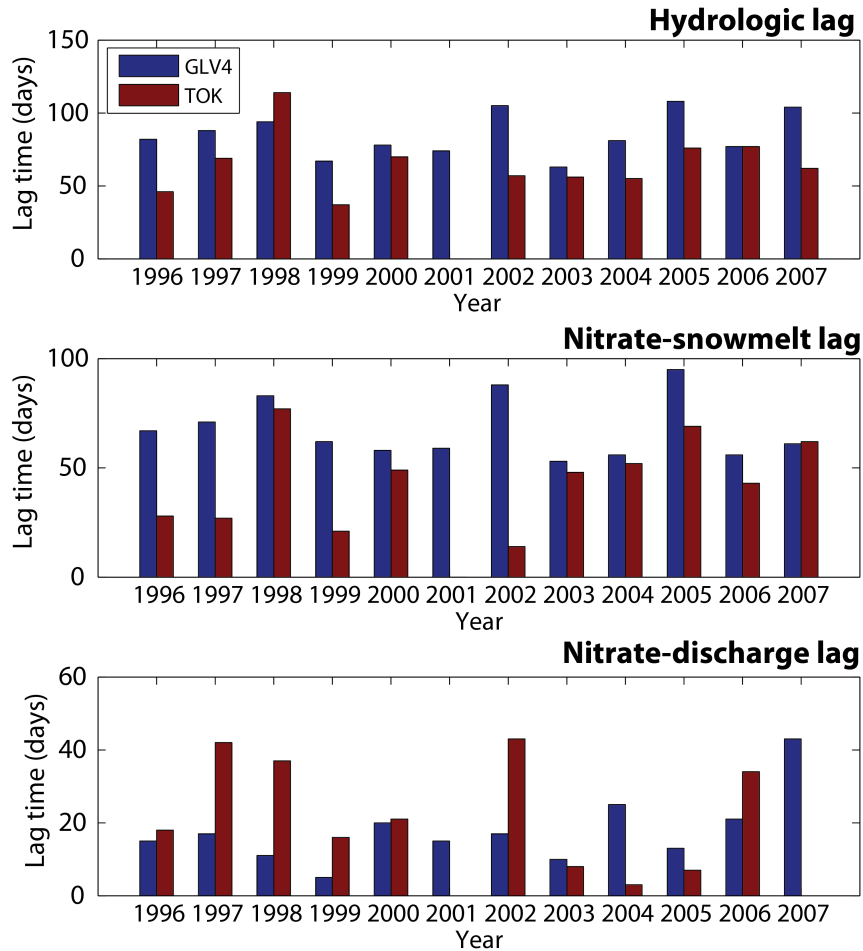 Hydrologic lag
150
100
50
0
Lag time (days)
GLV4
TOK
1996 1997 1998 1999 2000 2001 2002 2003 2004 2005 2006 2007
Year
Nitrate-snowmelt lag
100
50
0
Lag time (days)
1996 1997 1998 1999 2000 2001 2002 2003 2004 2005 2006 2007
Year
Nitrate-discharge lag
60
40
20
0
Lag time (days)
1996 1997 1998 1999 2000 2001 2002 2003 2004 2005 2006 2007
Year